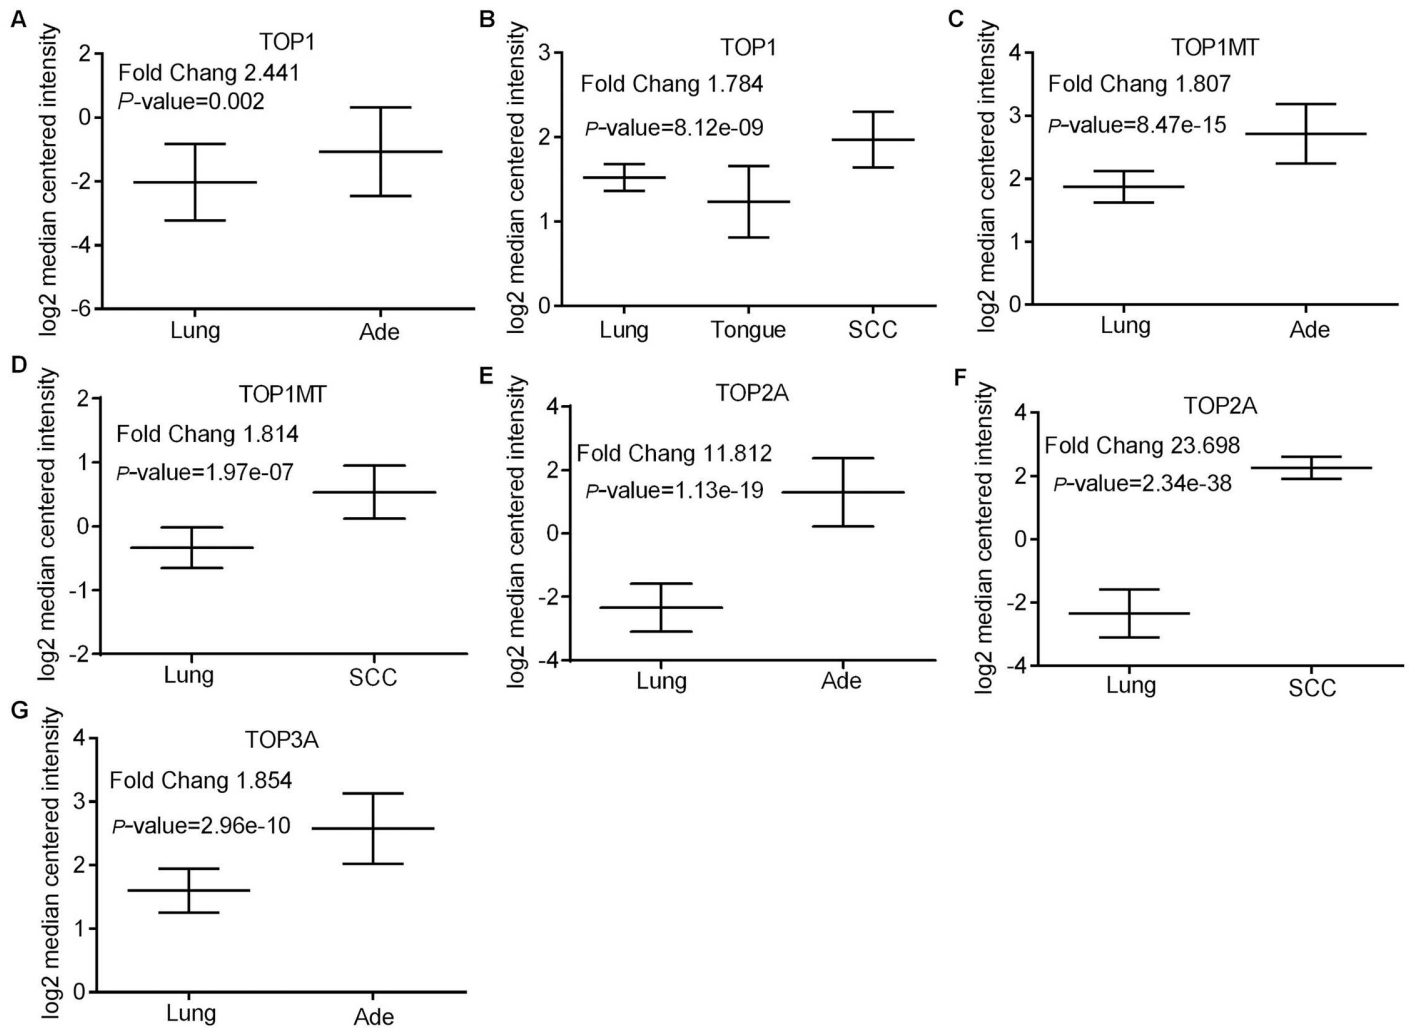 A
TOP1
Fold Chang 2.441
P-value=0.002
log2 median centered intensity
2
0
-2
-4
-6
Lung
Ade
B
TOP1
Fold Chang 1.784
P-value=8.12e-09
log2 median centered intensity
3
2
1
0
Lung
Tongue
SCC
C
TOP1MT
Fold Chang 1.807
P-value=8.47e-15
log2 median centered intensity
4
3
2
1
0
Lung
Ade
D
TOP1MT
Fold Chang 1.814
P-value=1.97e-07
log2 median centered intensity
2
1
0
-1
-2
Lung
SCC
E
TOP2A
Fold Chang 11.812
P-value=1.13e-19
log2 median centered intensity
4
2
0
-2
-4
Lung
Ade
F
TOP2A
Fold Chang 23.698
P-value=2.34e-38
log2 median centered intensity
4
2
0
-2
-4
Lung
SCC
G
TOP3A
Fold Chang 1.854
P-value=2.96e-10
log2 median centered intensity
4
3
2
1
0
Lung
Ade